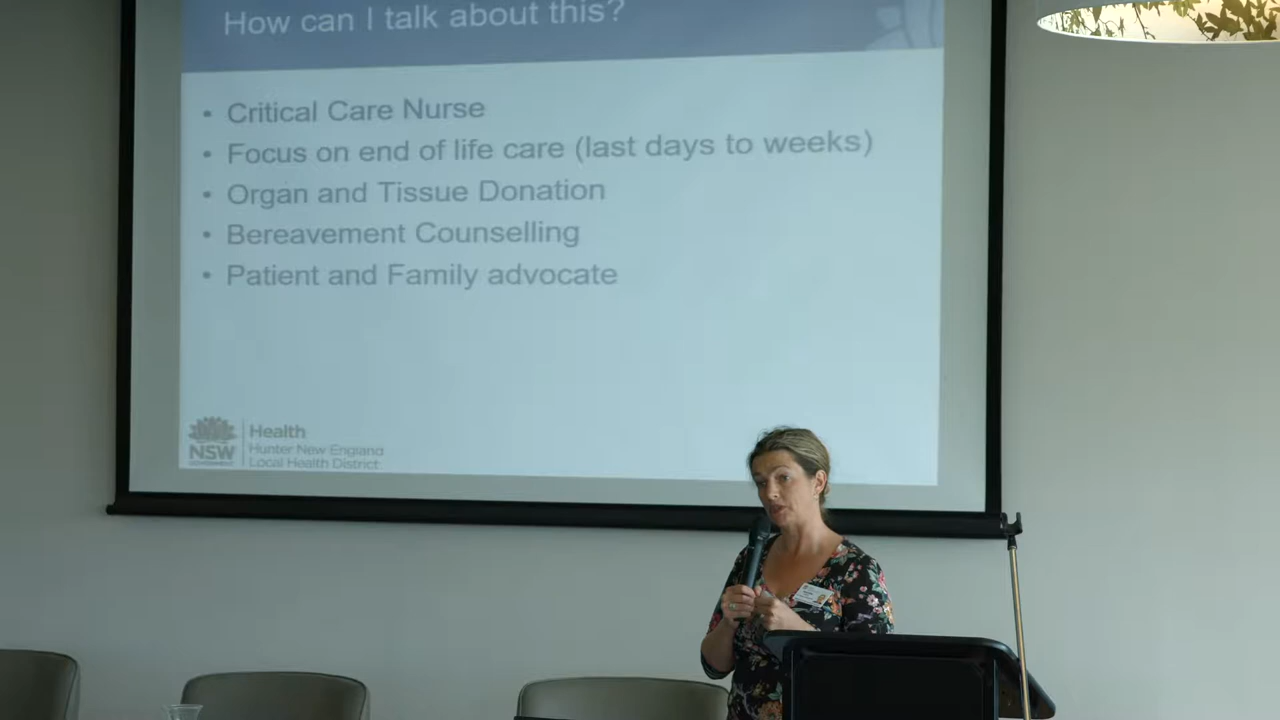 How can I talk about this?
• Critical Care Nurse
• Focus on end of life care (last days to weeks)
• Organ and Tissue Donation
• Bereavement Counselling
• Patient and Family advocate
Health
NSW
Hunter New England
Local Health District